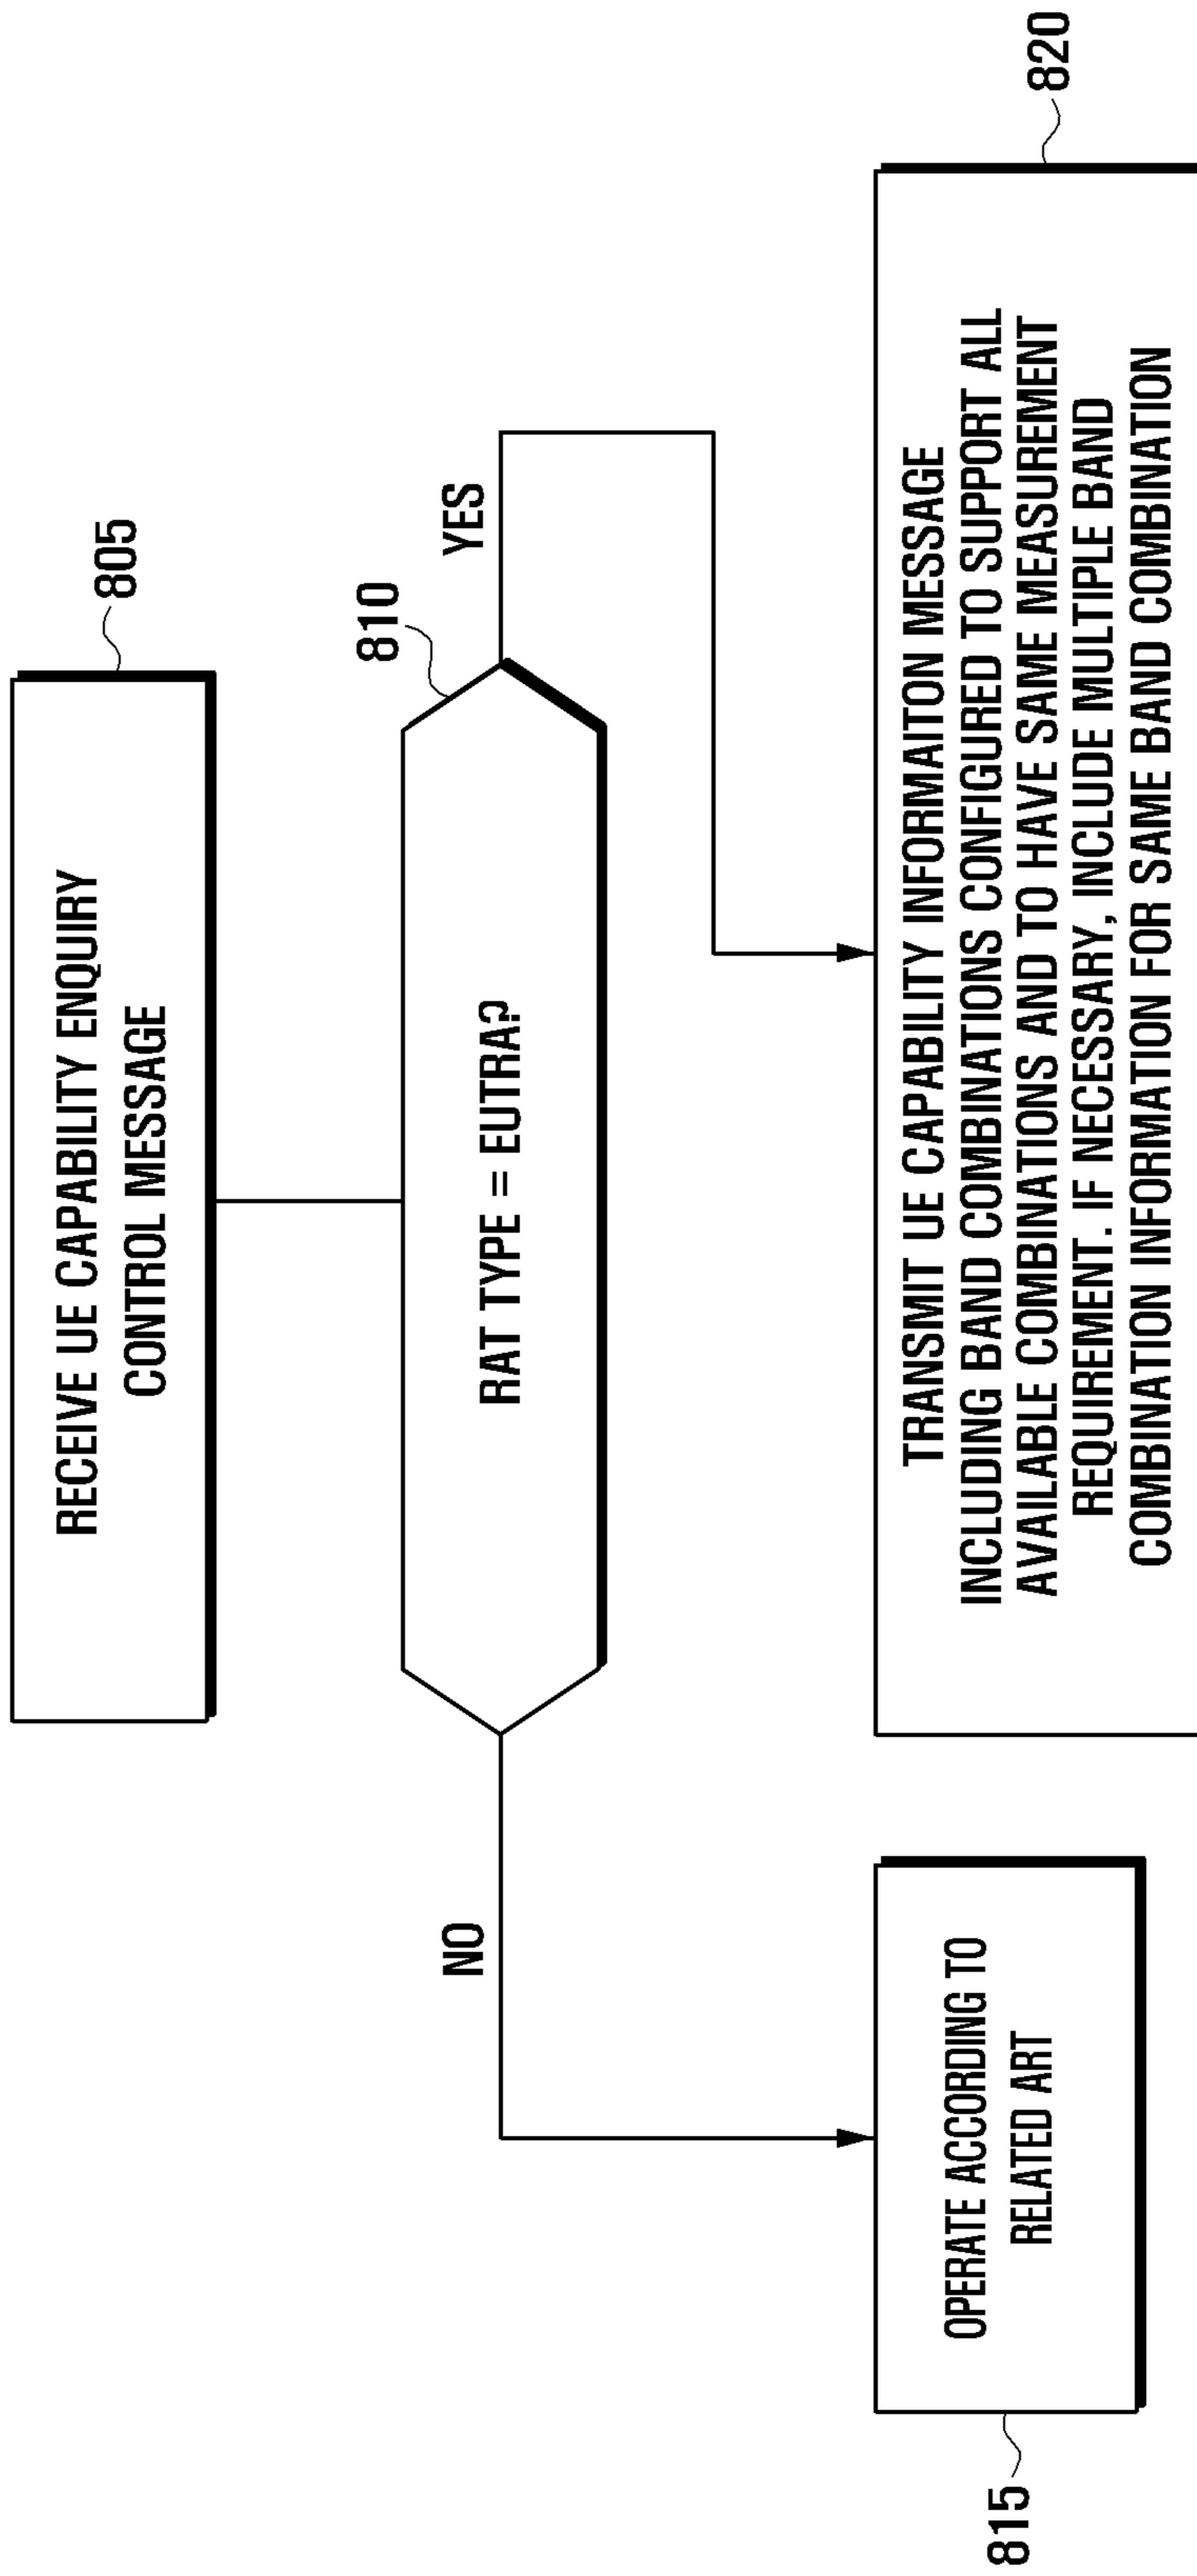 RECEIVE UE CAPABILITY ENQUIRY
CONTROL MESSAGE
805
810
RAT TYPE = EUTRA?
NO
YES
OPERATE ACCORDING TO
RELATED ART
815
TRANSMIT UE CAPABILITY INFORMAITON MESSAGE
INCLUDING BAND COMBINATIONS CONFIGURED TO SUPPORT ALL
AVAILABLE COMBINATIONS AND TO HAVE SAME MEASUREMENT
REQUIREMENT. IF NECESSARY, INCLUDE MULTIPLE BAND
COMBINATION INFORMATION FOR SAME BAND COMBINATION
820